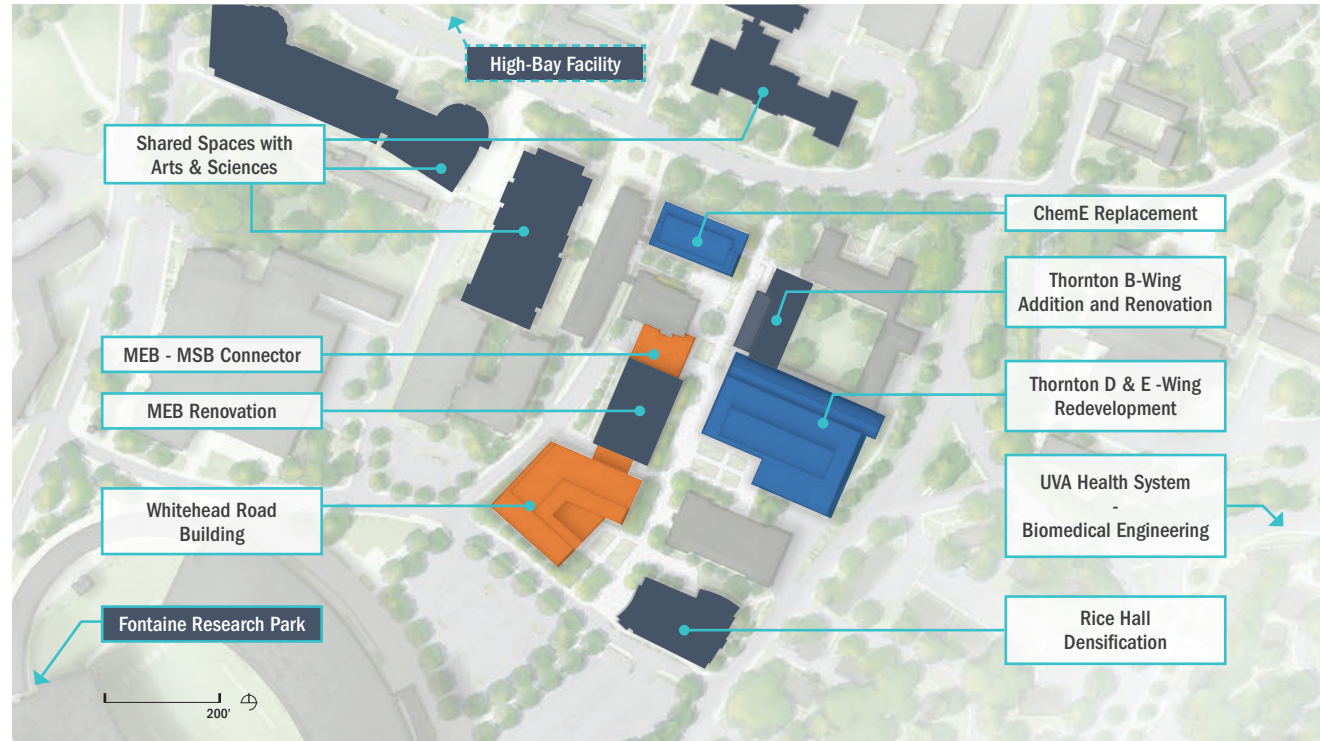 High-Bay Facility
Shared Spaces with
Arts & Sciences
ChemE Replacement
Thornton B-Wing
Addition and Renovation
MEB - MSB Connector
MEB Renovation
Thornton D & E -Wing
Redevelopment
UVA Health System
-
Biomedical Engineering
Whitehead Road
Building
Fontaine Research Park
Rice Hall
Densification
200'